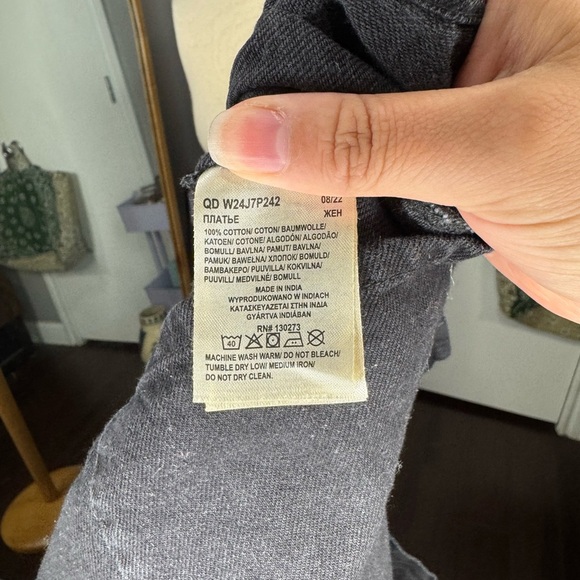 QD W24J7P242 08/22
ПЛАТЬЕ ЖЕН
100% COTTON/ COTON/ BAUMWOLLE/
KATOEN/ COTONE/ ALGODÓN/ ALGODÃO/
BOMULL/ BAVLNA/ PAMUT/ BAVLNA/
PAMUK/ BAWEŁNA/ ХЛОПОК/ BOMULD/
ΒΑΜΒΑΚΕΡΟ/ PUUVILLA/ KOKVILNA/
PUUVILL/ MEDVILNĖ/ BOMULL
MADE IN INDIA
WYPRODUKOWANO W INDIACH
ΚΑΤΑΣΚΕΥΑΖΕΤΑΙ ΣΤΗΝ ΙΝΔΙΑ
GYÁRTVA INDIÁBAN
RN# 130273
40
MACHINE WASH WARM/ DO NOT BLEACH/
TUMBLE DRY LOW/ MEDIUM IRON/
DO NOT DRY CLEAN.